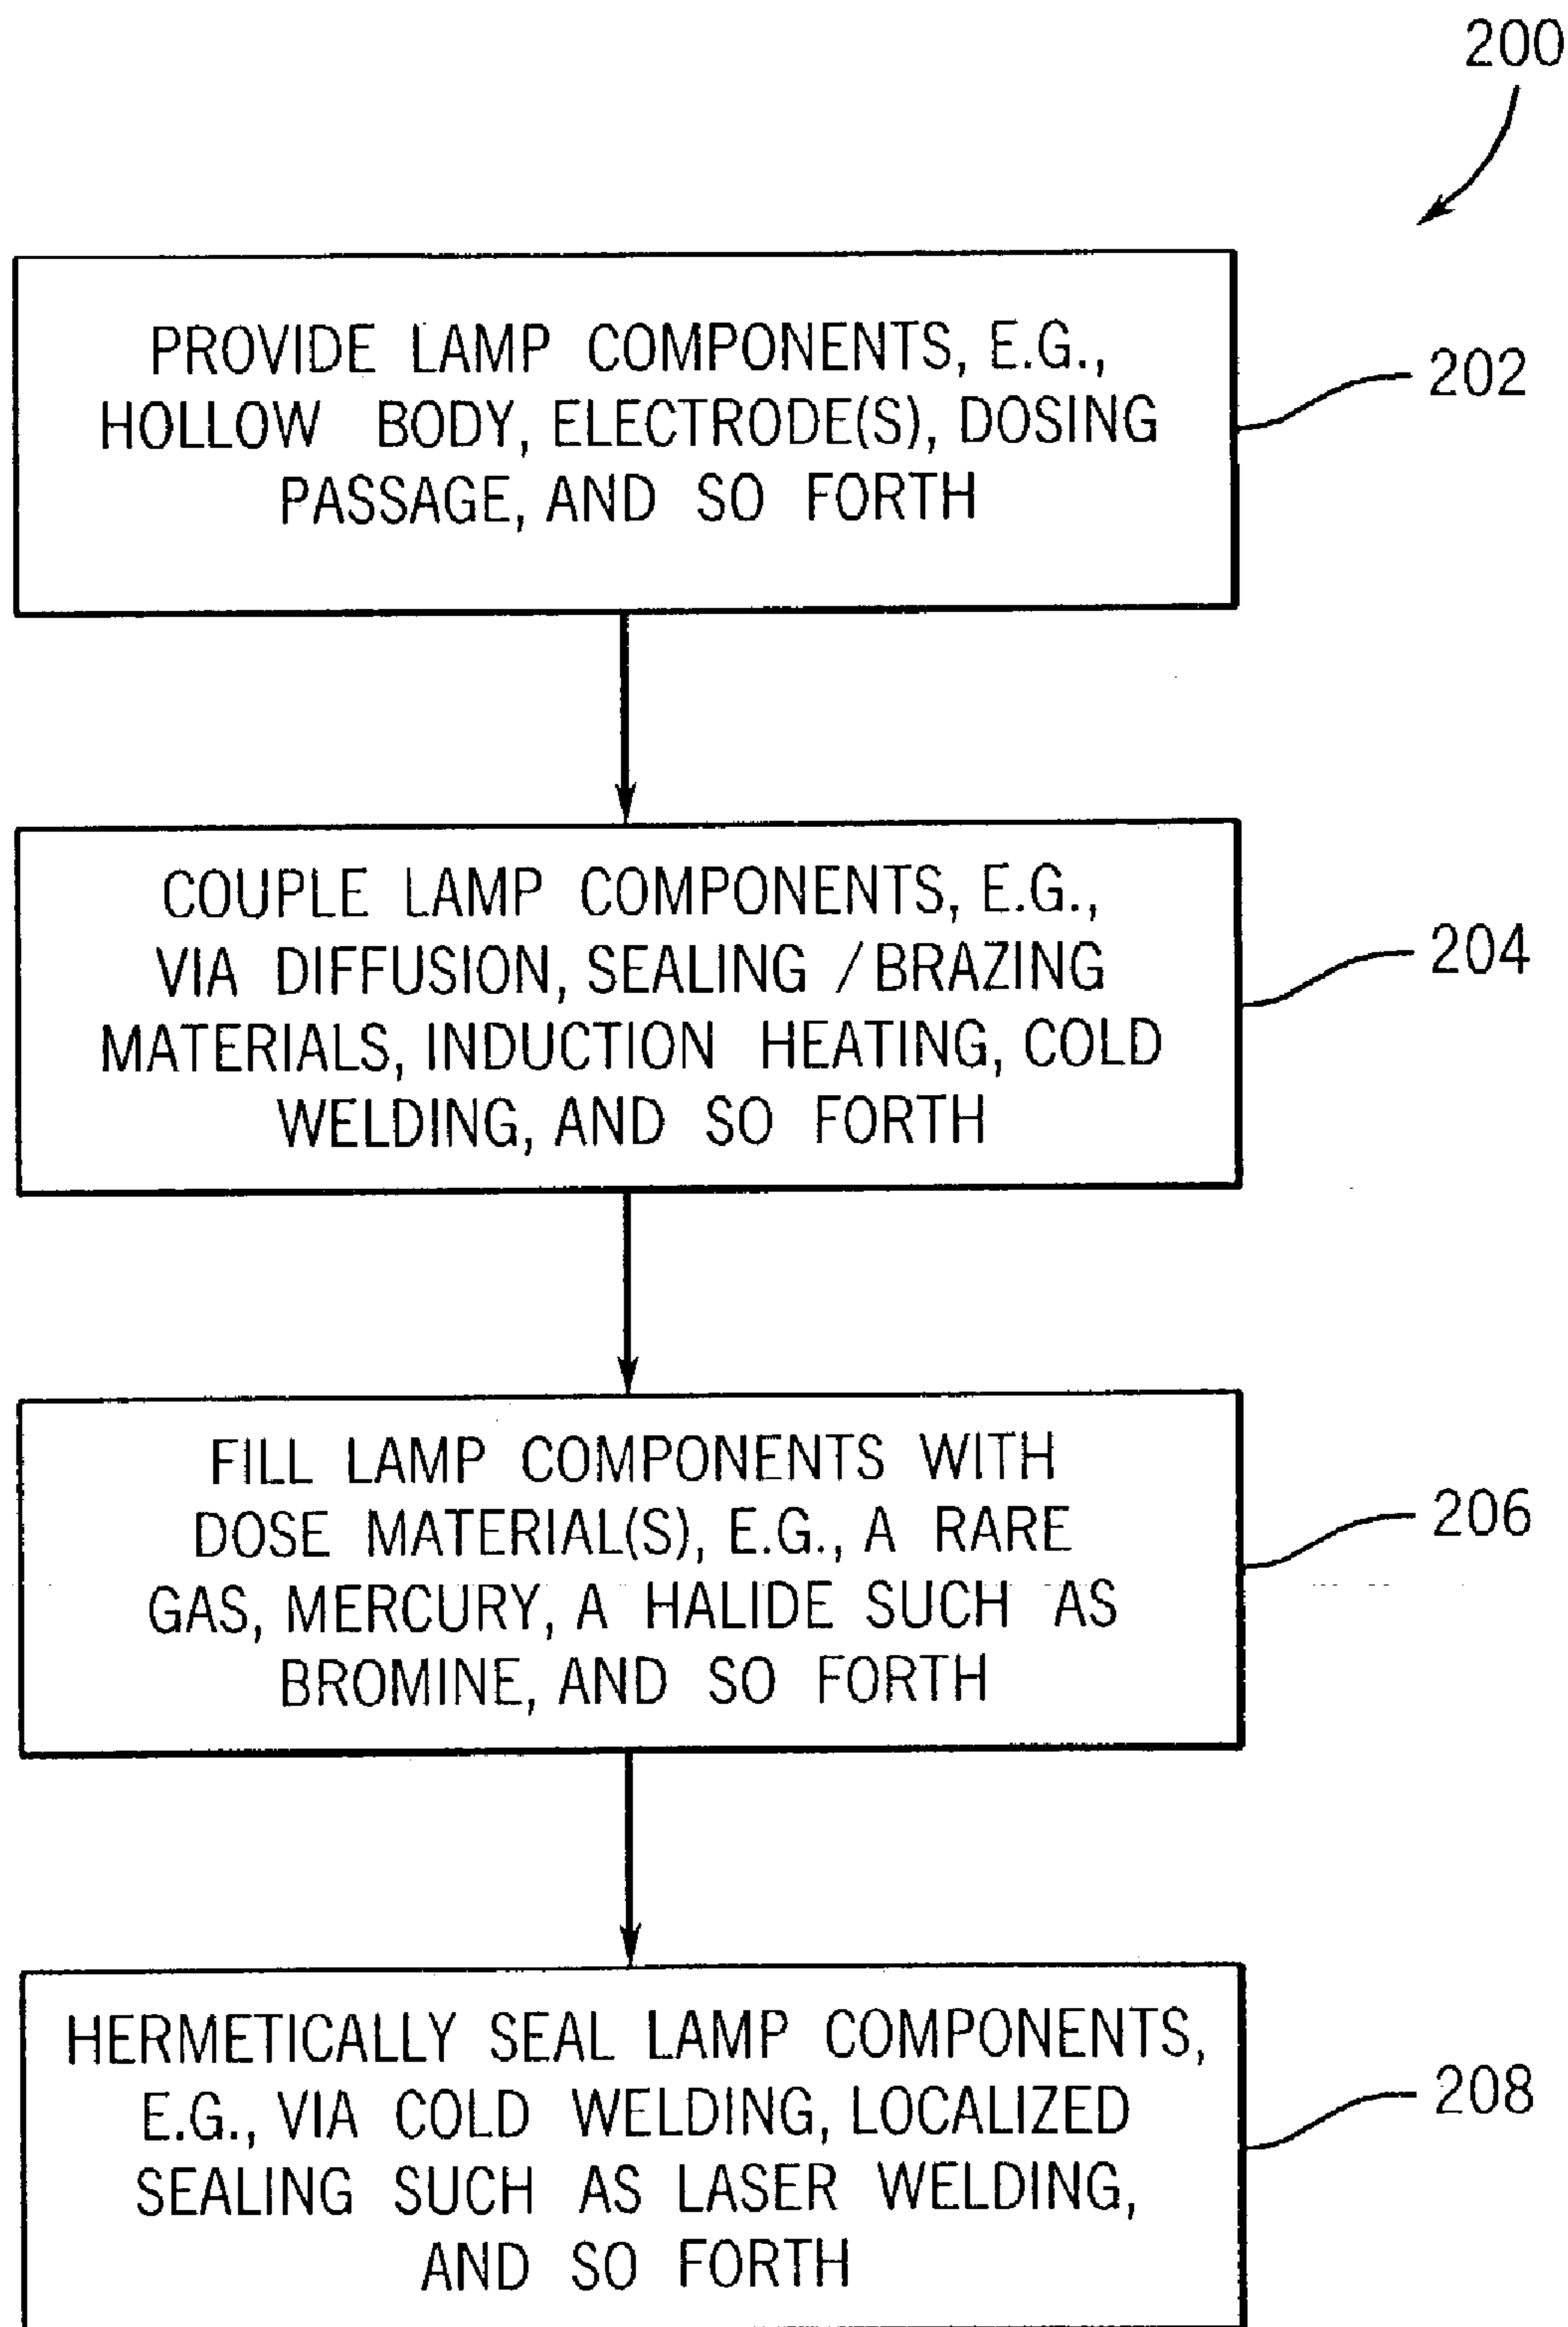 200
PROVIDE LAMP COMPONENTS, E.G.,
HOLLOW BODY, ELECTRODE(S), DOSING
PASSAGE, AND SO FORTH
202
COUPLE LAMP COMPONENTS, E.G.,
VIA DIFFUSION, SEALING / BRAZING
MATERIALS, INDUCTION HEATING, COLD
WELDING, AND SO FORTH
204
FILL LAMP COMPONENTS WITH
DOSE MATERIAL(S), E.G., A RARE
GAS, MERCURY, A HALIDE SUCH AS
BROMINE, AND SO FORTH
206
HERMETICALLY SEAL LAMP COMPONENTS,
E.G., VIA COLD WELDING, LOCALIZED
SEALING SUCH AS LASER WELDING,
AND SO FORTH
208